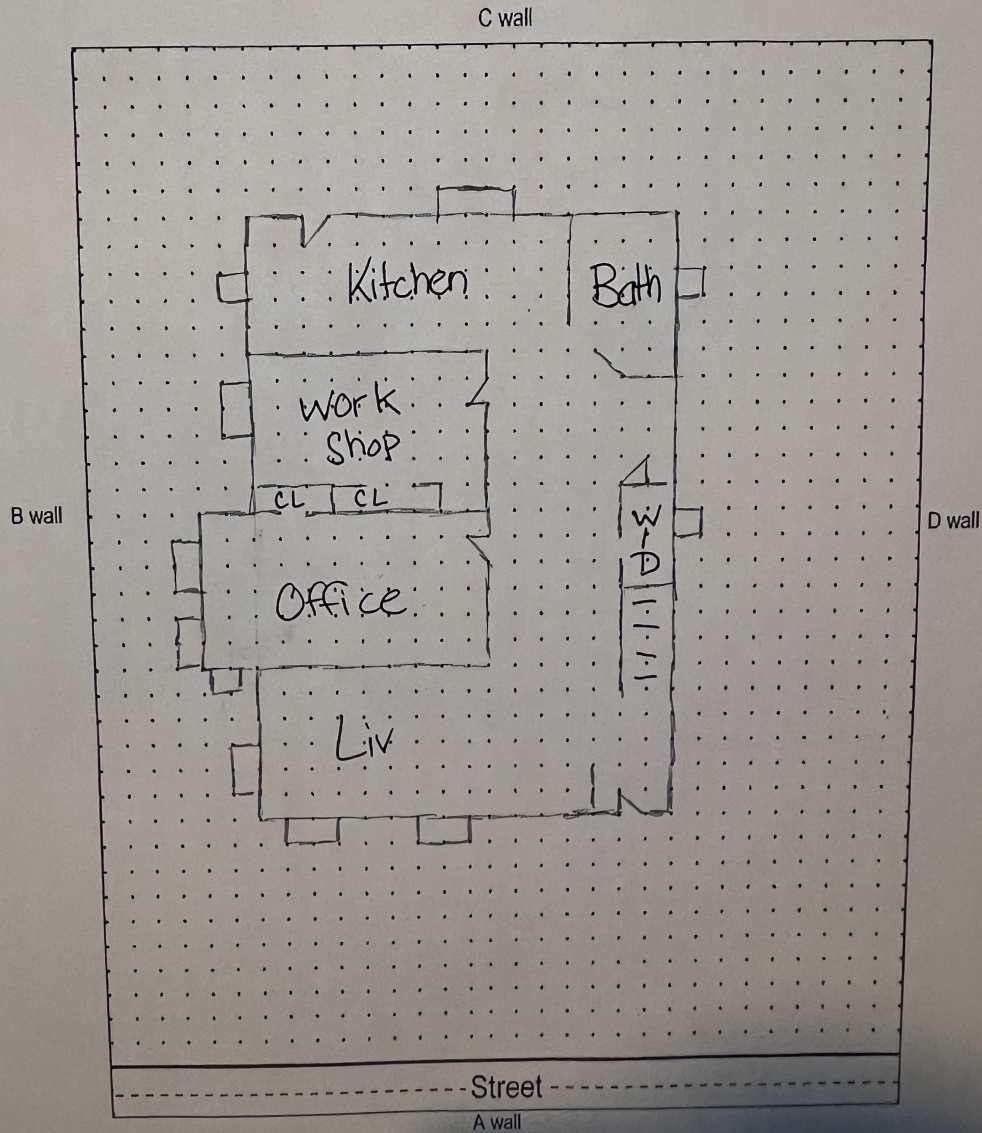 C wall
Kitchen
Bath
Work
Shop
CL CL
B wall
W
D
D wall
Office
Liv
Street
A wall